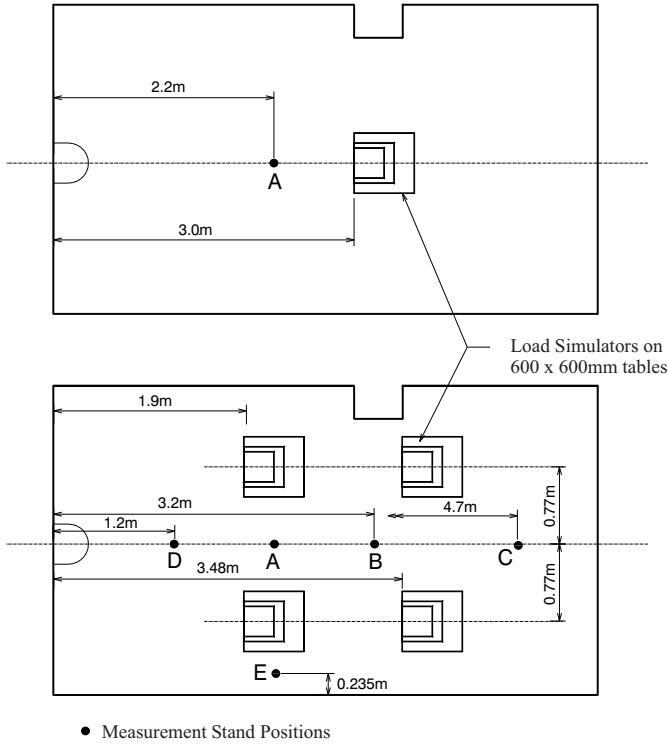 2.2m
A
3.0m
Load Simulators on
600 x 600mm tables
1.9m
3.2m
4.7m
0.77m
1.2m
D
A
B
C
3.48m
0.77m
E
0.235m
Measurement Stand Positions